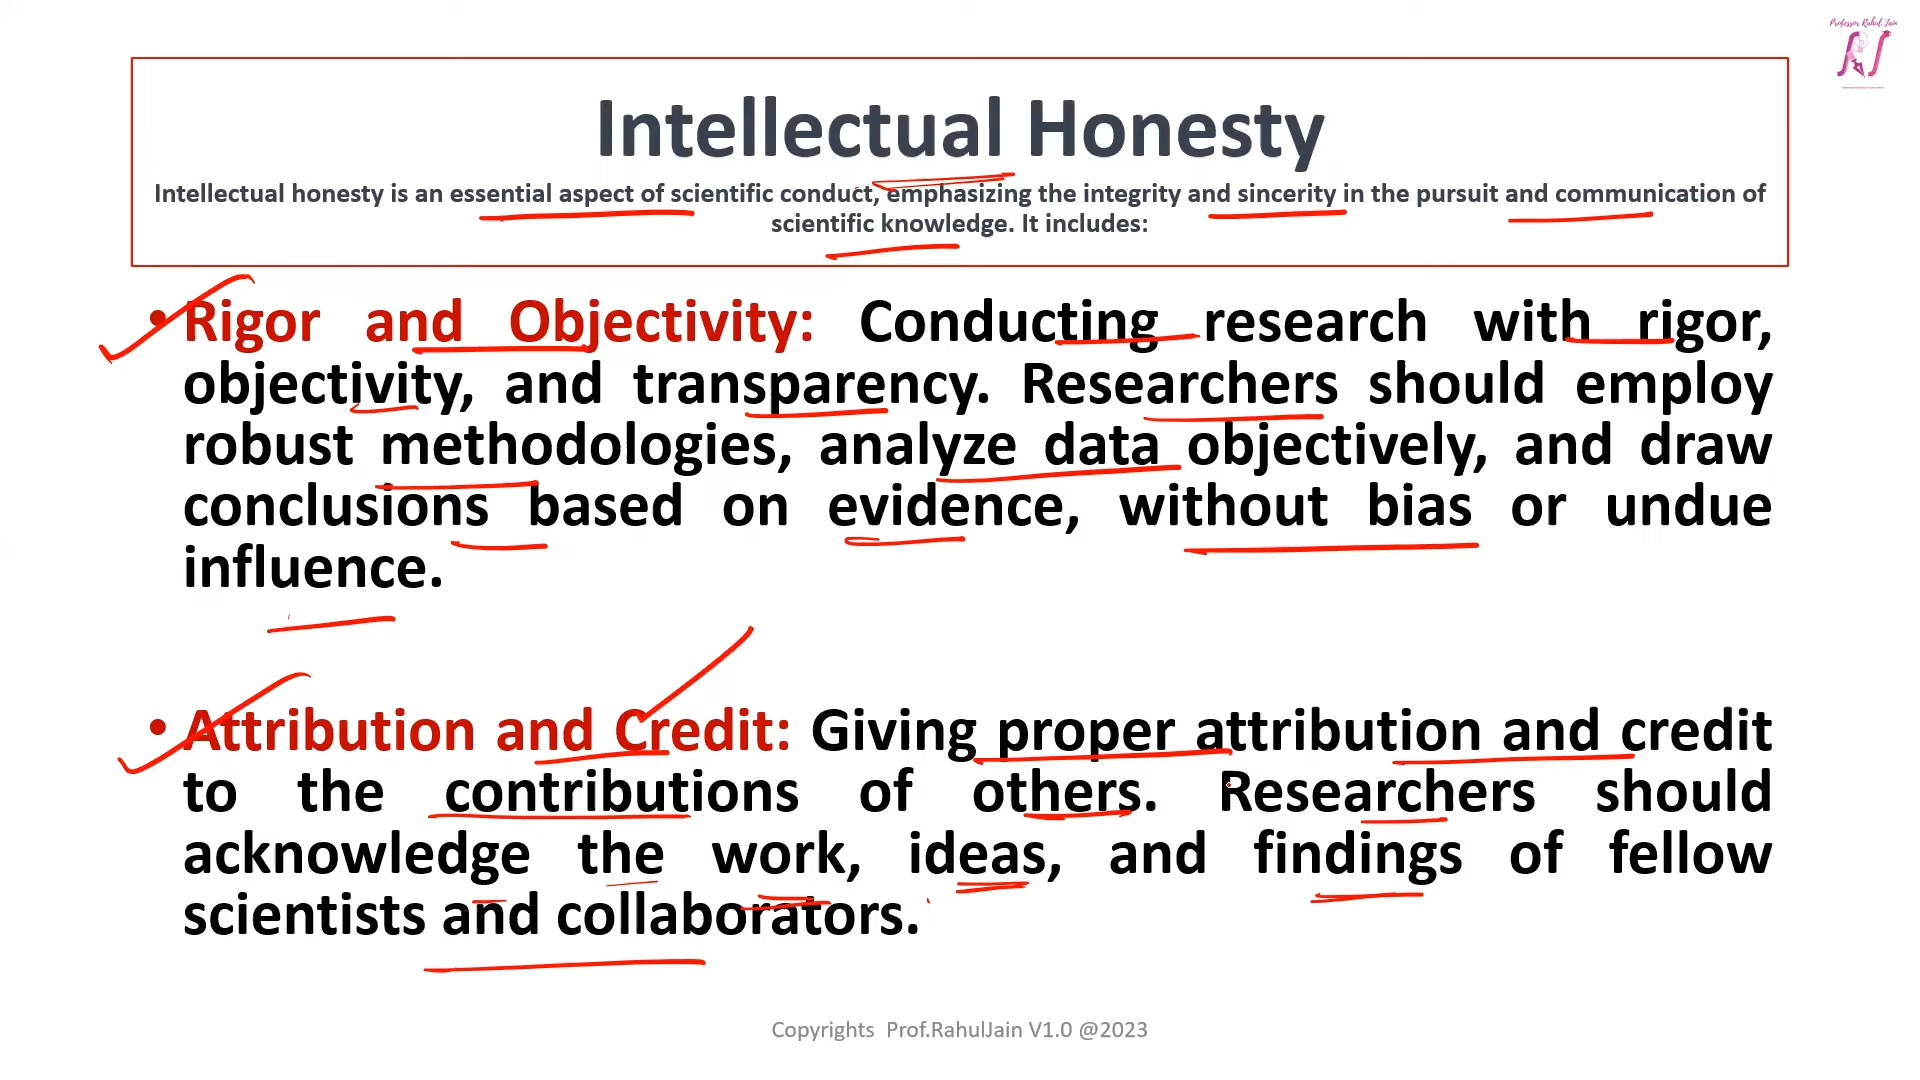 Professor Rahul Jain
Intellectual Honesty
Intellectual honesty is an essential aspect of scientific conduct, emphasizing the integrity and sincerity in the pursuit and communication of
scientific knowledge. It includes:
• Rigor and Objectivity: Conducting research with rigor,
objectivity, and transparency. Researchers should employ
robust methodologies, analyze data objectively, and draw
conclusions based on evidence, without bias or undue
influence.
• Attribution and Credit: Giving proper attribution and credit
to the contributions of others. Researchers should
acknowledge the work, ideas, and findings of fellow
scientists and collaborators.
Copyrights Prof.RahulJain V1.0 @2023